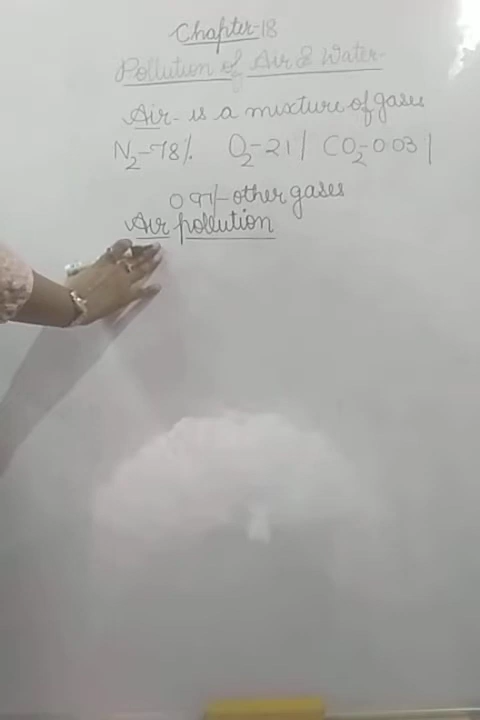 Chapter-18
Pollution of Air & Water-
Air- is a mixture of gases
N2-78% O2-21% CO2-0.03%
0.97%-other gases
Air pollution